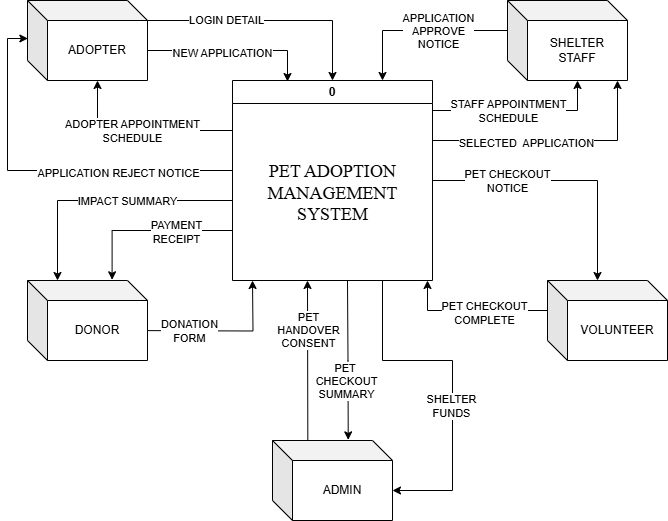 LOGIN DETAIL
ADOPTER
NEW APPLICATION
APPLICATION
APPROVE
NOTICE
SHELTER
STAFF
0
STAFF APPOINTMENT
SCHEDULE
ADOPTER APPOINTMENT
SCHEDULE
SELECTED APPLICATION
APPLICATION REJECT NOTICE
PET ADOPTION
MANAGEMENT
SYSTEM
PET CHECKOUT
NOTICE
IMPACT SUMMARY
PAYMENT
RECEIPT
DONOR
DONATION
FORM
PET
HANDOVER
CONSENT
PET CHECKOUT
COMPLETE
VOLUNTEER
PET
CHECKOUT
SUMMARY
SHELTER
FUNDS
ADMIN